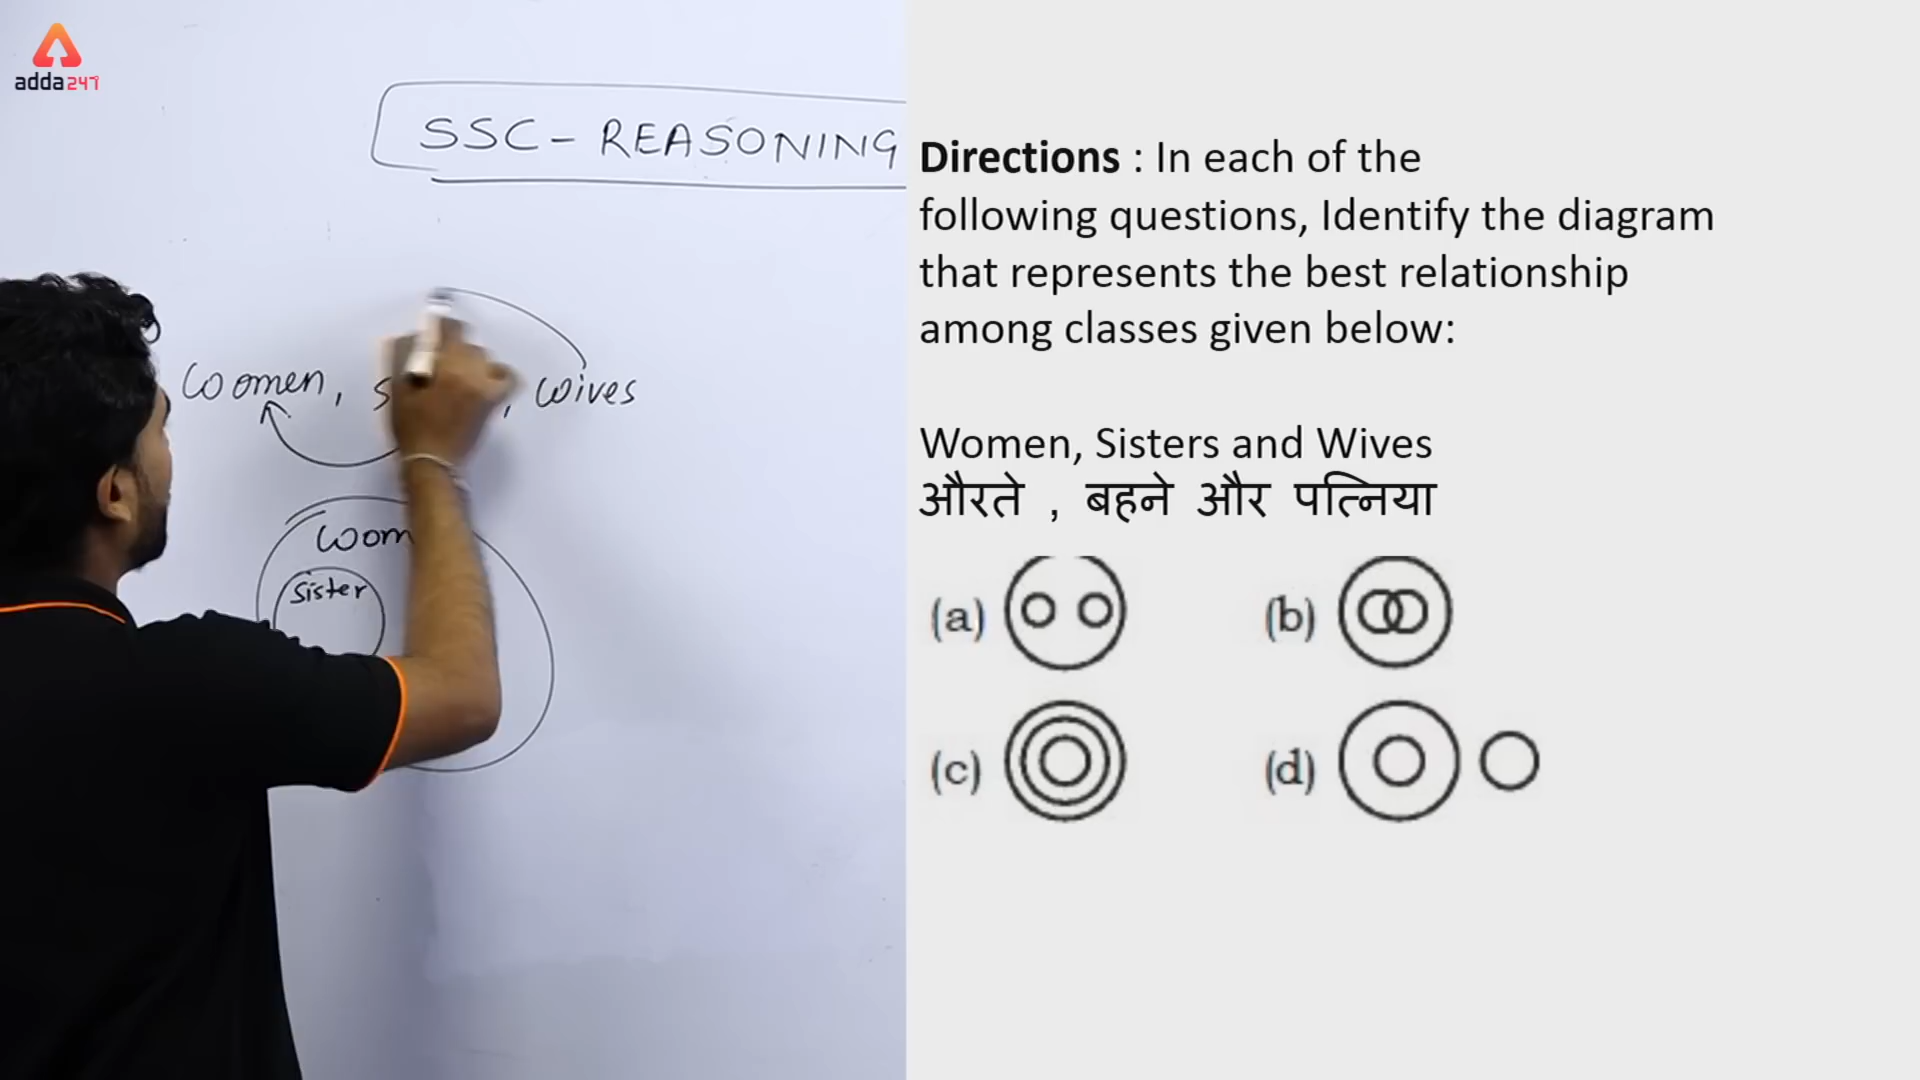 adda247
SSC - REASONING
Women, , wives
Sister
Directions : In each of the
following questions, Identify the diagram
that represents the best relationship
among classes given below:
Women, Sisters and Wives
औरते , बहने और पत्निया
(a) (b)
(c) (d)